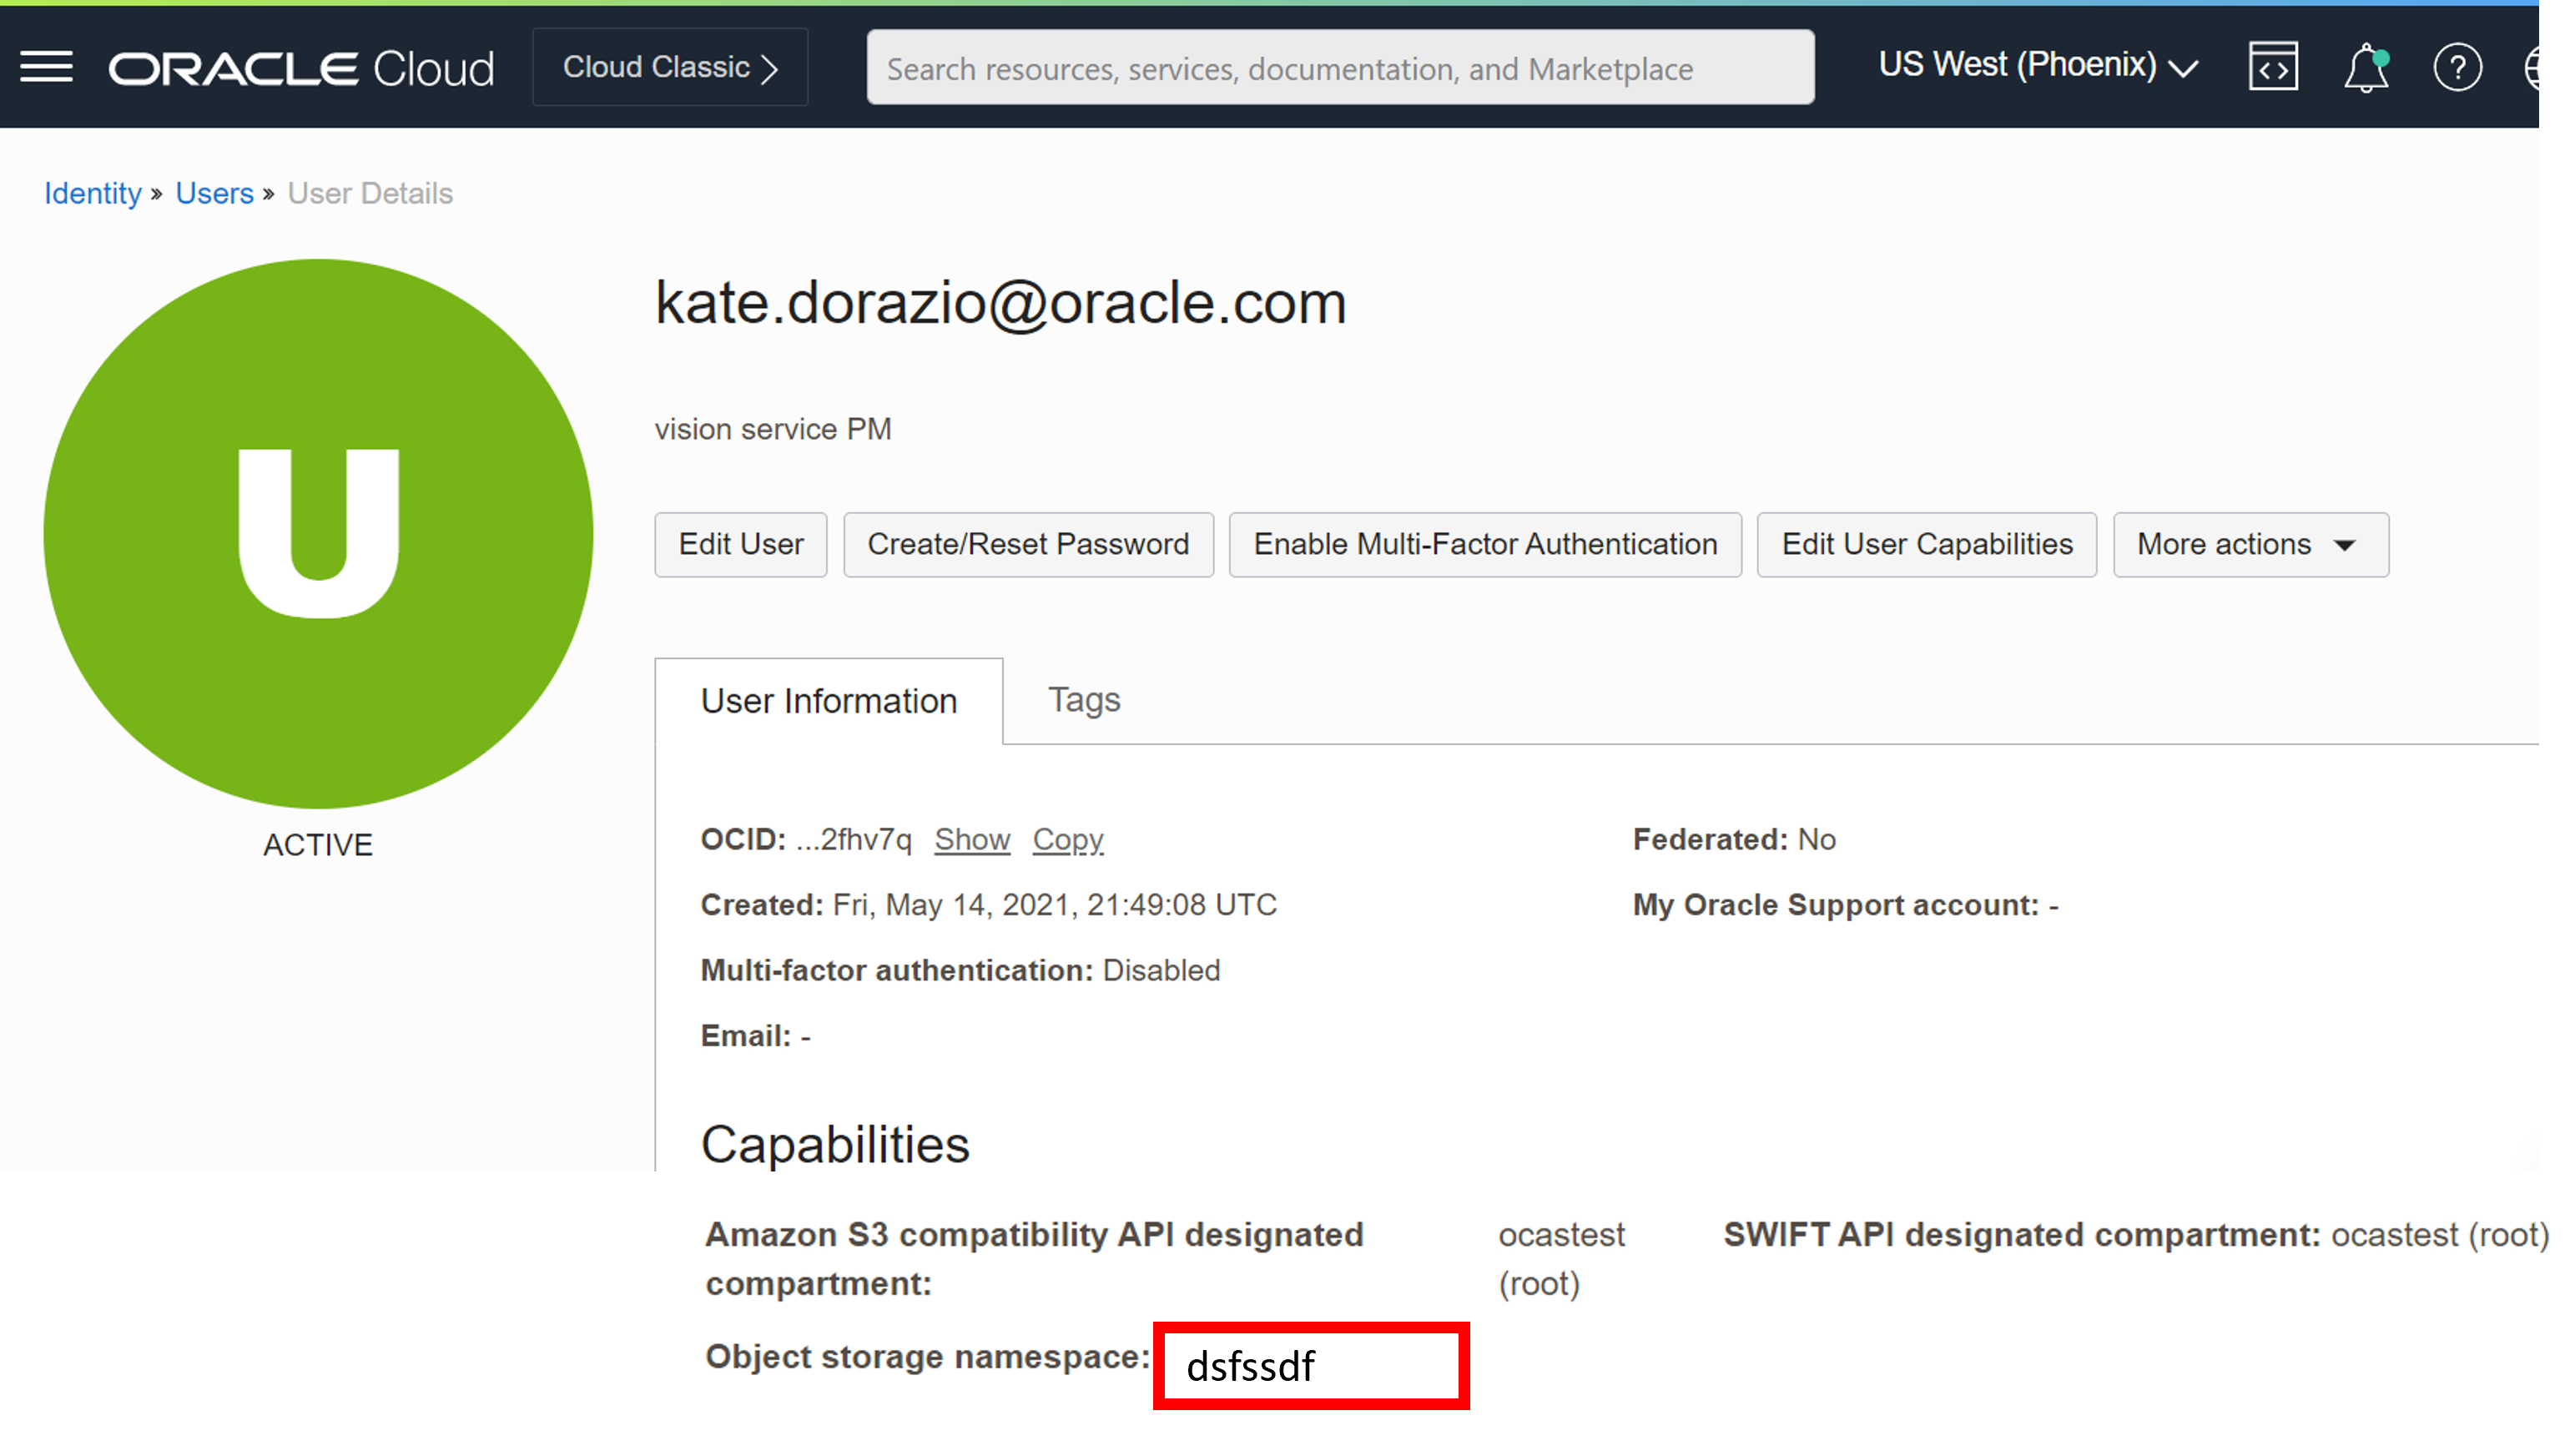 ORACLE Cloud
Cloud Classic >
Search resources, services, documentation, and Marketplace
US West (Phoenix)
Identity » Users » User Details
kate.dorazio@oracle.com
vision service PM
U
ACTIVE
Edit User
Create/Reset Password
Enable Multi-Factor Authentication
Edit User Capabilities
More actions
User Information
Tags
OCID: ...2fhv7q Show Copy
Federated: No
Created: Fri, May 14, 2021, 21:49:08 UTC
My Oracle Support account: -
Multi-factor authentication: Disabled
Email: -
Capabilities
Amazon S3 compatibility API designated
compartment:
ocastest
(root)
SWIFT API designated compartment: ocastest (root)
Object storage namespace:
dsfssdf